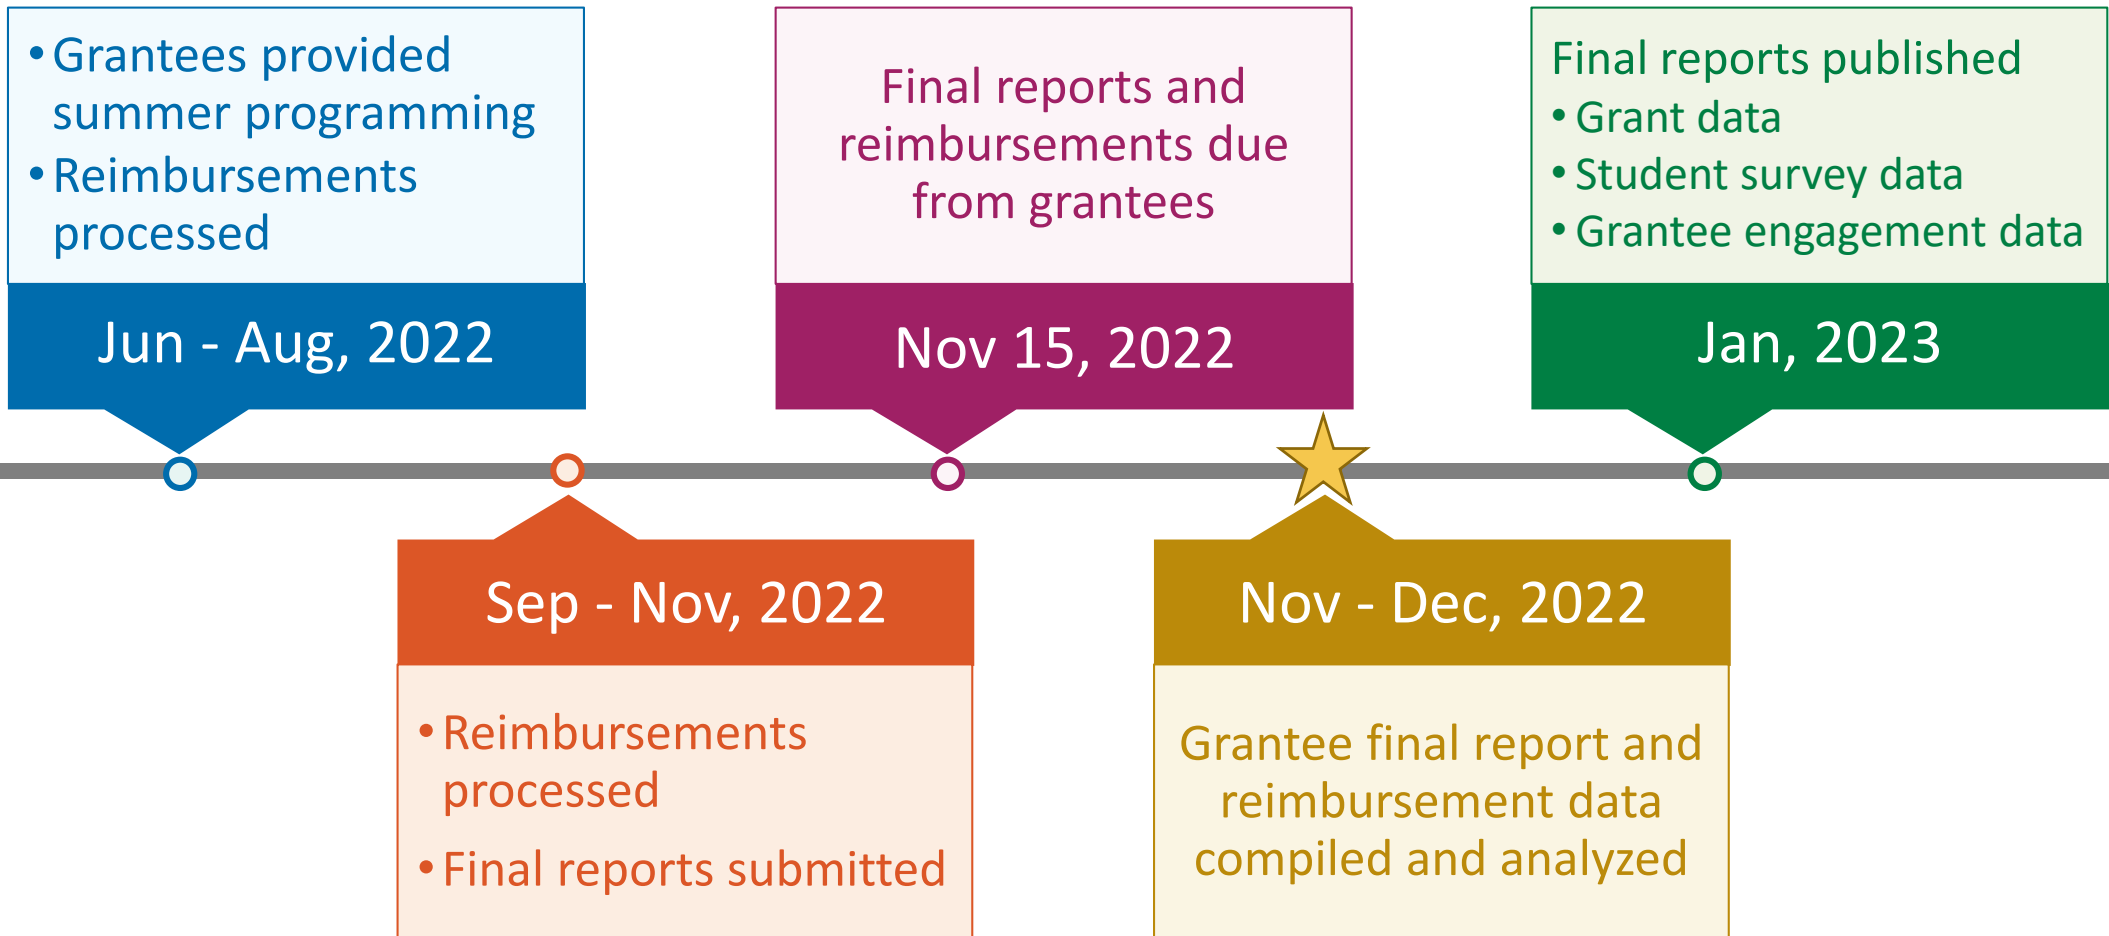 • Grantees provided
summer programming
• Reimbursements
processed
Jun - Aug, 2022
Sep - Nov, 2022
• Reimbursements
processed
• Final reports submitted
Final reports and
reimbursements due
from grantees
Nov 15, 2022
Nov - Dec, 2022
Grantee final report and
reimbursement data
compiled and analyzed
Final reports published
• Grant data
• Student survey data
• Grantee engagement data
Jan, 2023